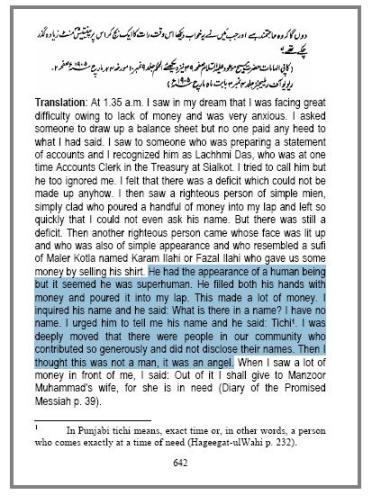 دوں گا کہ وہ حاجتمند ہے۔ اور جب میں نے یہ خواب دیکھا اس وقت رات کا ایک بج کر اس پر پینتیس منٹ زیادہ گذر
چکے تھے۔
Translation: At 1.35 a.m. I saw in my dream that I was facing great
difficulty owing to lack of money and was very anxious. I asked
someone to draw up a balance sheet but no one paid any heed to
what I had said. I saw to someone who was preparing a statement
of accounts and I recognized him as Lachhmi Das, who was at one
time Accounts Clerk in the Treasury at Sialkot. I tried to call him but
he too ignored me. I felt that there was a deficit which could not be
made up anyhow. I then saw a righteous person of simple mien,
simply clad who poured a handful of money into my lap and left so
quickly that I could not even ask his name. But there was still a
deficit. Then another righteous person came whose face was lit up
and who was also of simple appearance and who resembled a sufi
of Maler Kotla named Karam Ilahi or Fazal Ilahi who gave us some
money by selling his shirt. He had the appearance of a human being
but it seemed he was superhuman. He filled both his hands with
money and poured it into my lap. This made a lot of money. I
inquired his name and he said: What is there in a name? I have no
name. I urged him to tell me his name and he said: Tichi¹. I was
deeply moved that there were people in our community who
contributed so generously and did not disclose their names. Then I
thought this was not a man, it was an angel. When I saw a lot of
money in front of me, I said: Out of it I shall give to Manzoor
Muhammad's wife, for she is in need (Diary of the Promised
Messiah p. 39).
1 In Punjabi tichi means, exact time or, in other words, a person
who comes exactly at a time of need (Hageegat-ulWahi p. 232).
642